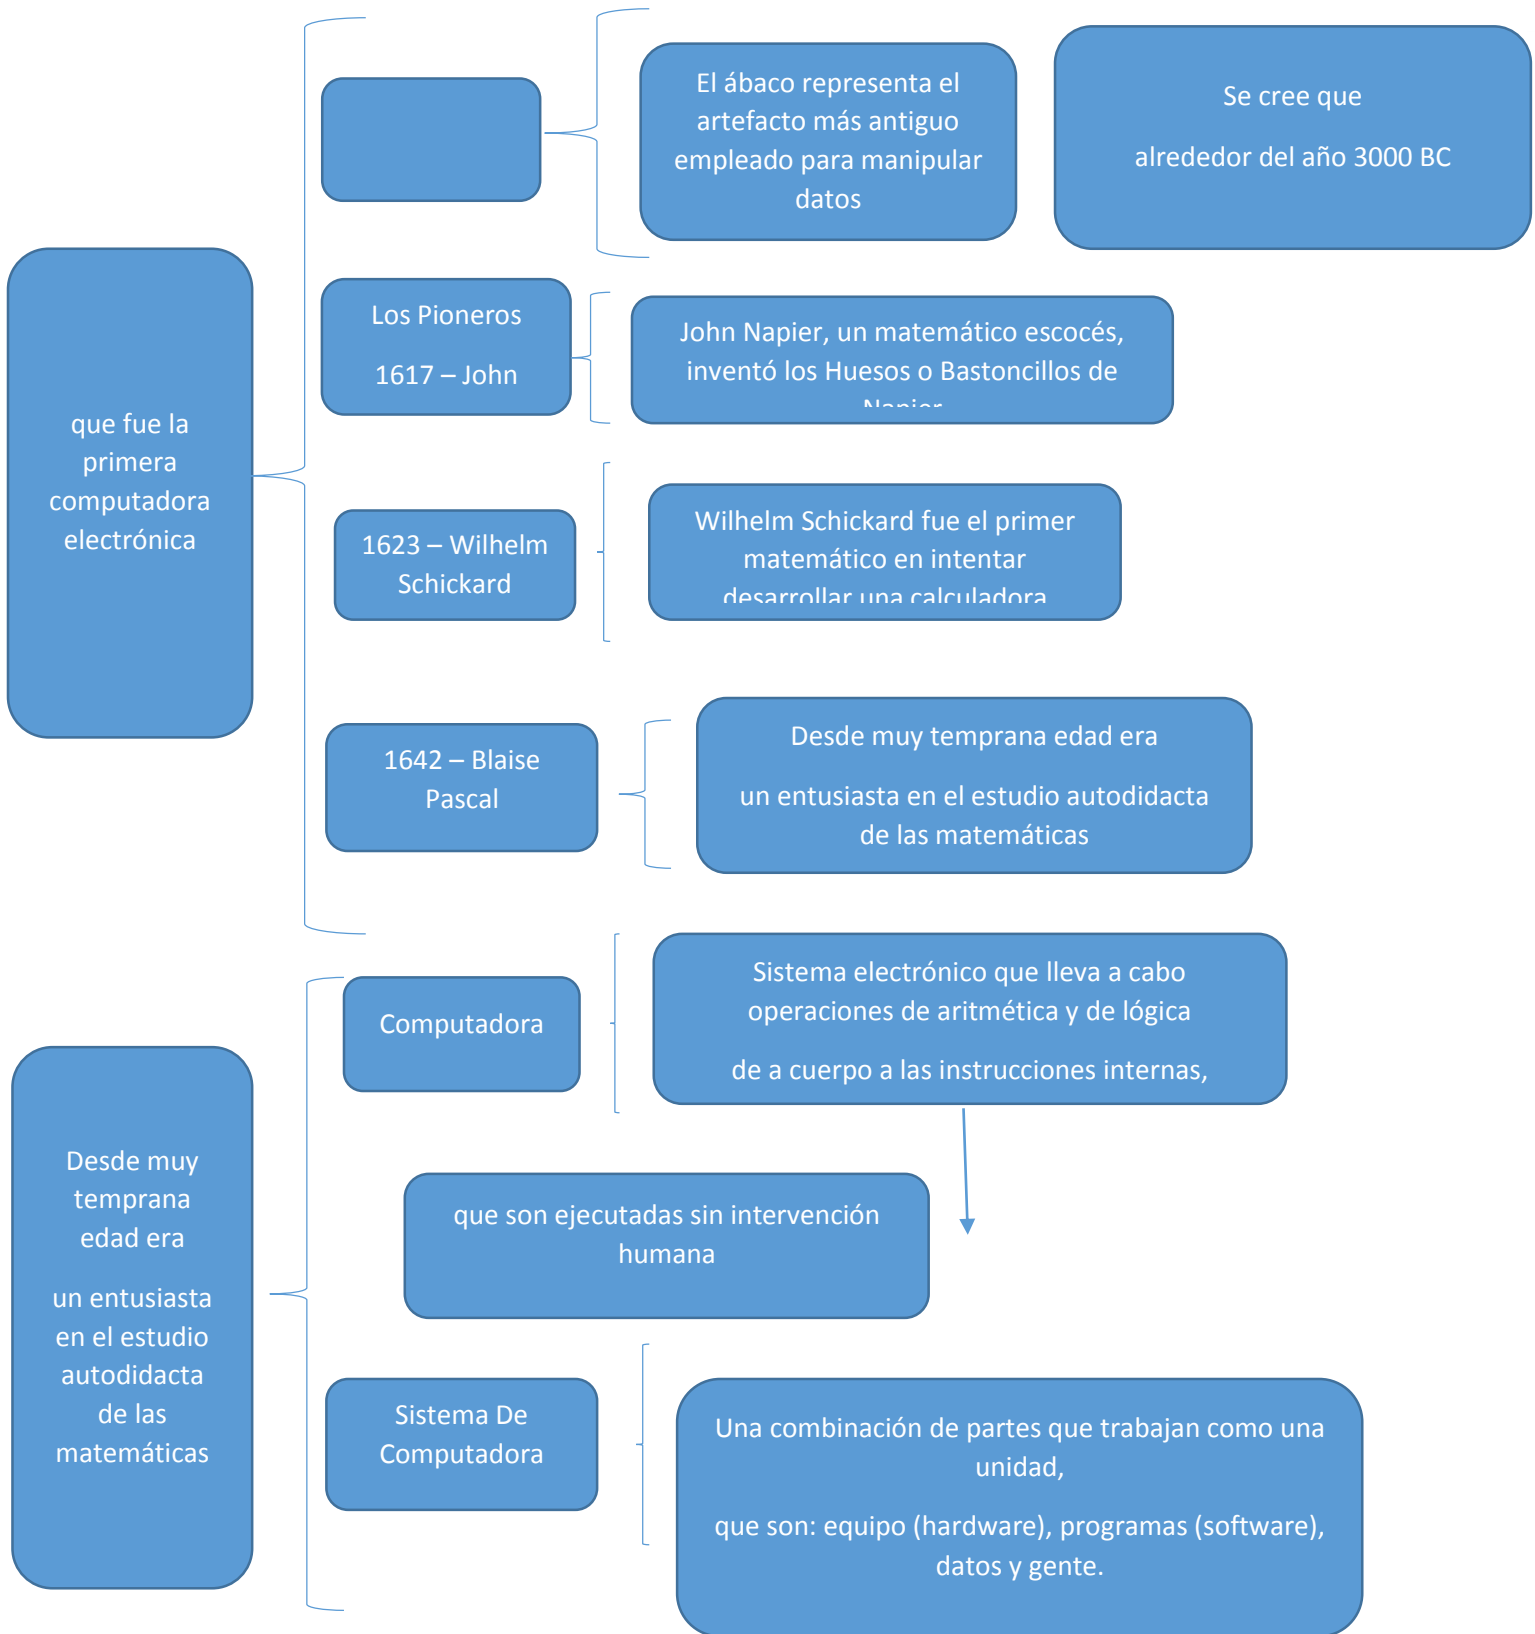 El ábaco representa el
artefacto más antiguo
empleado para manipular
datos
Se cree que
alrededor del año 3000 BC
que fue la
primera
computadora
electrónica
Los Pioneros
1617 – John
John Napier, un matemático escocés,
inventó los Huesos o Bastoncillos de
Napier
1623 – Wilhelm
Schickard
Wilhelm Schickard fue el primer
matemático en intentar
desarrollar una calculadora
1642 – Blaise
Pascal
Desde muy temprana edad era
un entusiasta en el estudio autodidacta
de las matemáticas
Desde muy
temprana
edad era
un entusiasta
en el estudio
autodidacta
de las
matemáticas
Computadora
Sistema electrónico que lleva a cabo
operaciones de aritmética y de lógica
de a cuerpo a las instrucciones internas,
que son ejecutadas sin intervención
humana
Sistema De
Computadora
Una combinación de partes que trabajan como una
unidad,
que son: equipo (hardware), programas (software),
datos y gente.